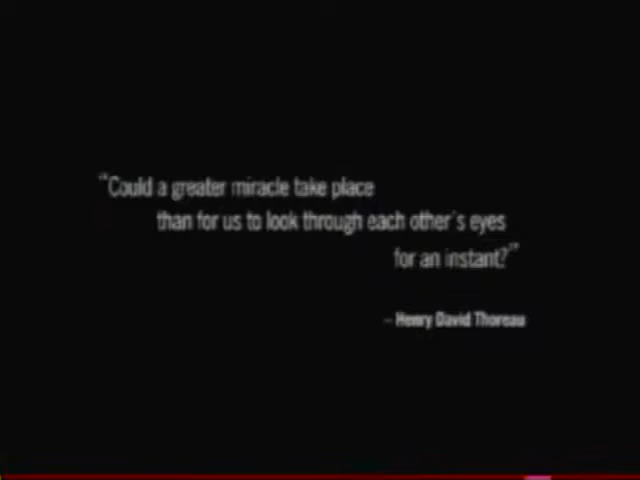 “Could a greater miracle take place
than for us to look through each other's eyes
for an instant?”
– Henry David Thoreau